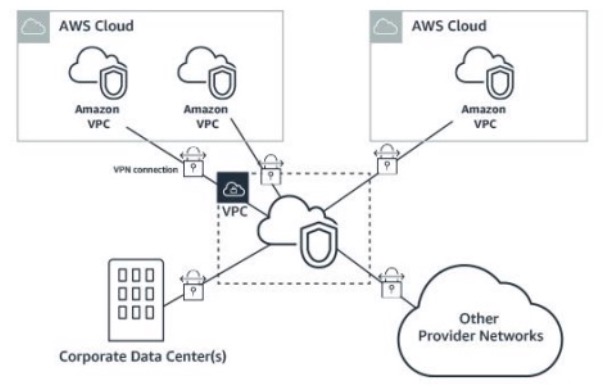 AWS Cloud
AWS Cloud
Amazon
VPC
Amazon
VPC
Amazon
VPC
VPN connection
VPC
Other
Provider Networks
Corporate Data Center(s)